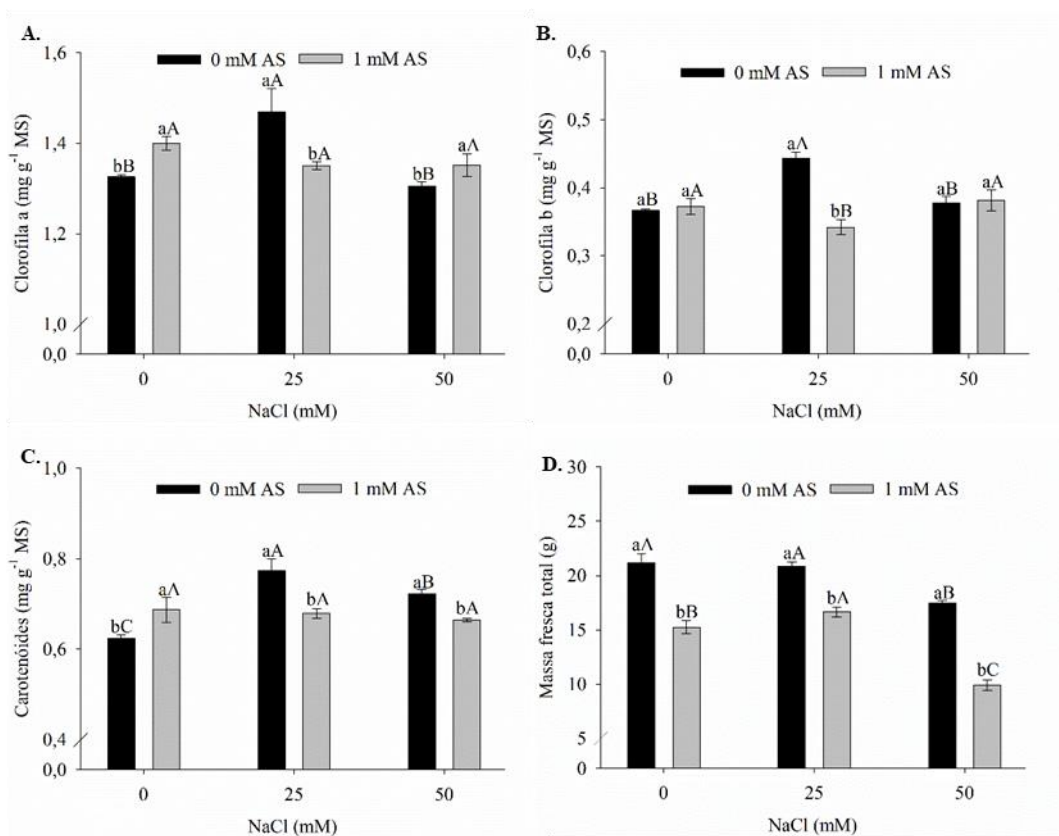 A.
1,6
0 mM AS 1 mM AS
aA
aA
aA
bB
bA
bB
1,4
1,2
1,0
0,0
Clorofila a (mg g⁻¹ MS)
0 25 50
NaCl (mM)
B.
0,6
0 mM AS 1 mM AS
0,5
aA
aB aA
bB
aB aA
0,4
0,3
0,2
0,0
Clorofila b (mg g⁻¹ MS)
0 25 50
NaCl (mM)
C.
1,0
0 mM AS 1 mM AS
0,8
aA
aA
bA
aB
bA
bC
0,6
0,4
0,0
Carotenóides (mg g⁻¹ MS)
0 25 50
NaCl (mM)
D.
30
0 mM AS 1 mM AS
25
aA
aA
20
bB
bA
aB
15
bC
10
5
0
Massa fresca total (g)
0 25 50
NaCl (mM)